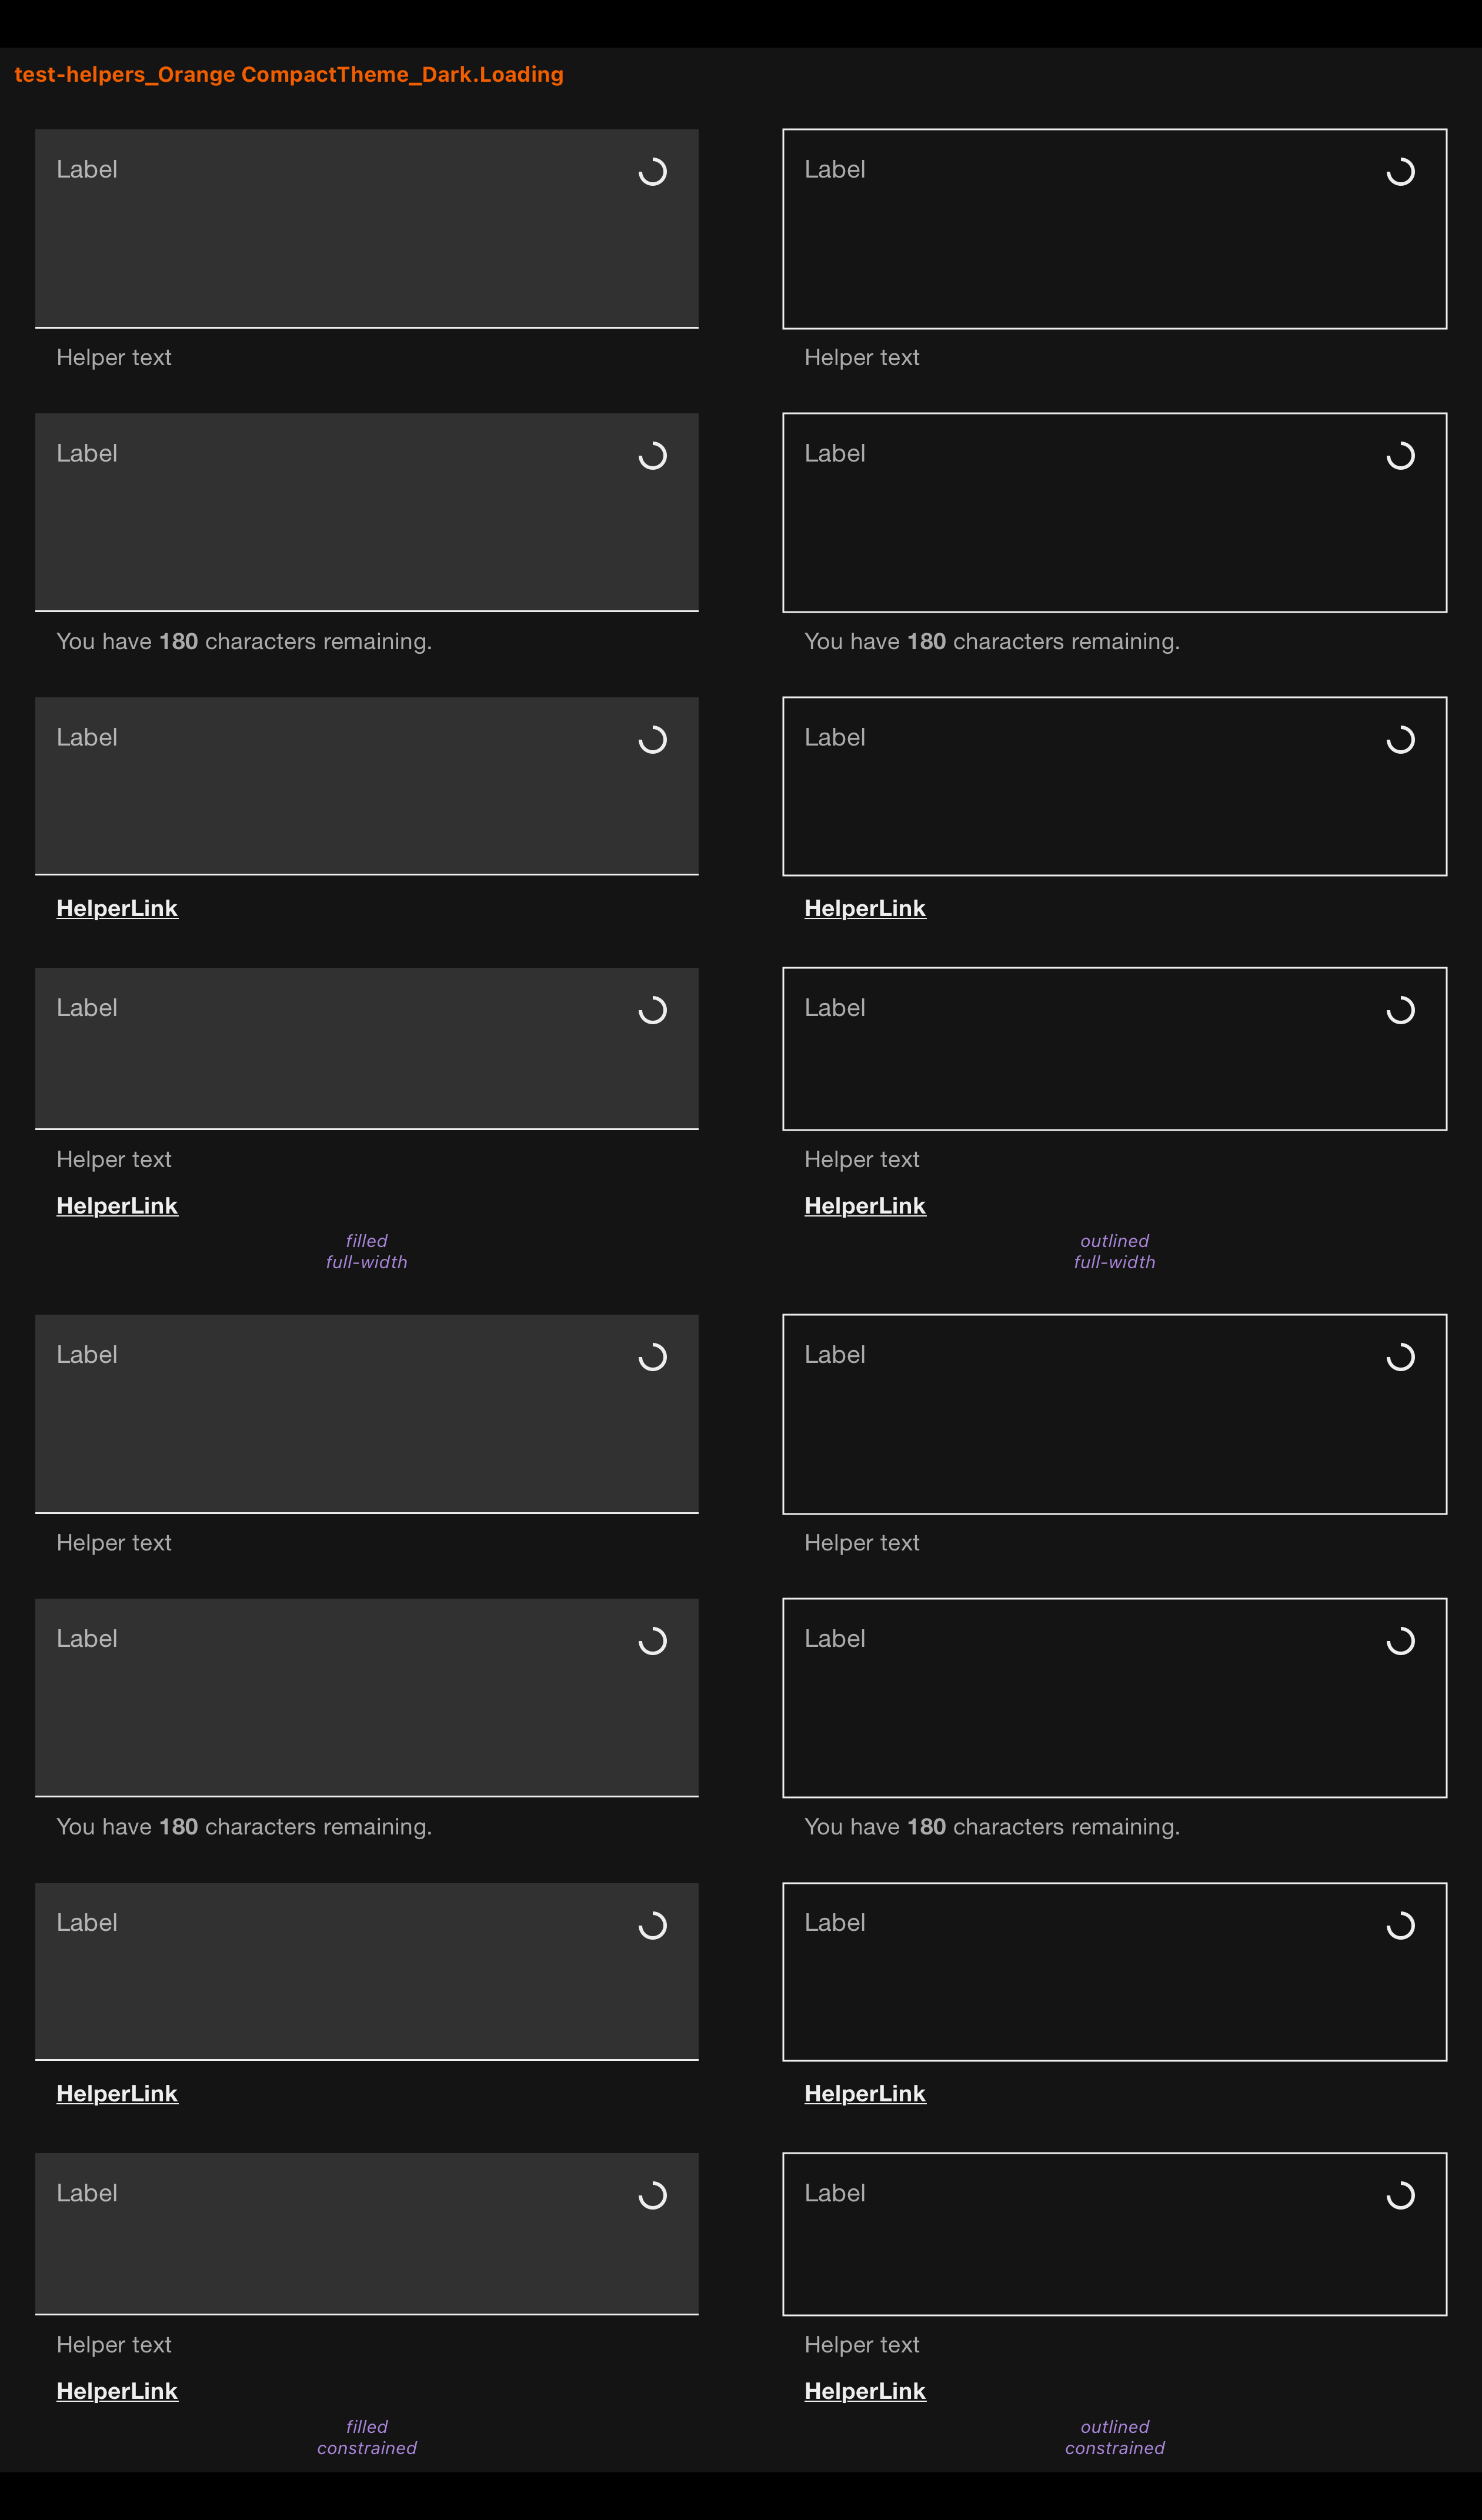 test-helpers_Orange CompactTheme_Dark.Loading
Label
Label
Helper text
Helper text
Label
Label
You have 180 characters remaining.
You have 180 characters remaining.
Label
Label
HelperLink
HelperLink
Label
Label
Helper text
Helper text
HelperLink
HelperLink
filled
full-width
outlined
full-width
Label
Label
Helper text
Helper text
Label
Label
You have 180 characters remaining.
You have 180 characters remaining.
Label
Label
HelperLink
HelperLink
Label
Label
Helper text
Helper text
HelperLink
HelperLink
filled
constrained
outlined
constrained